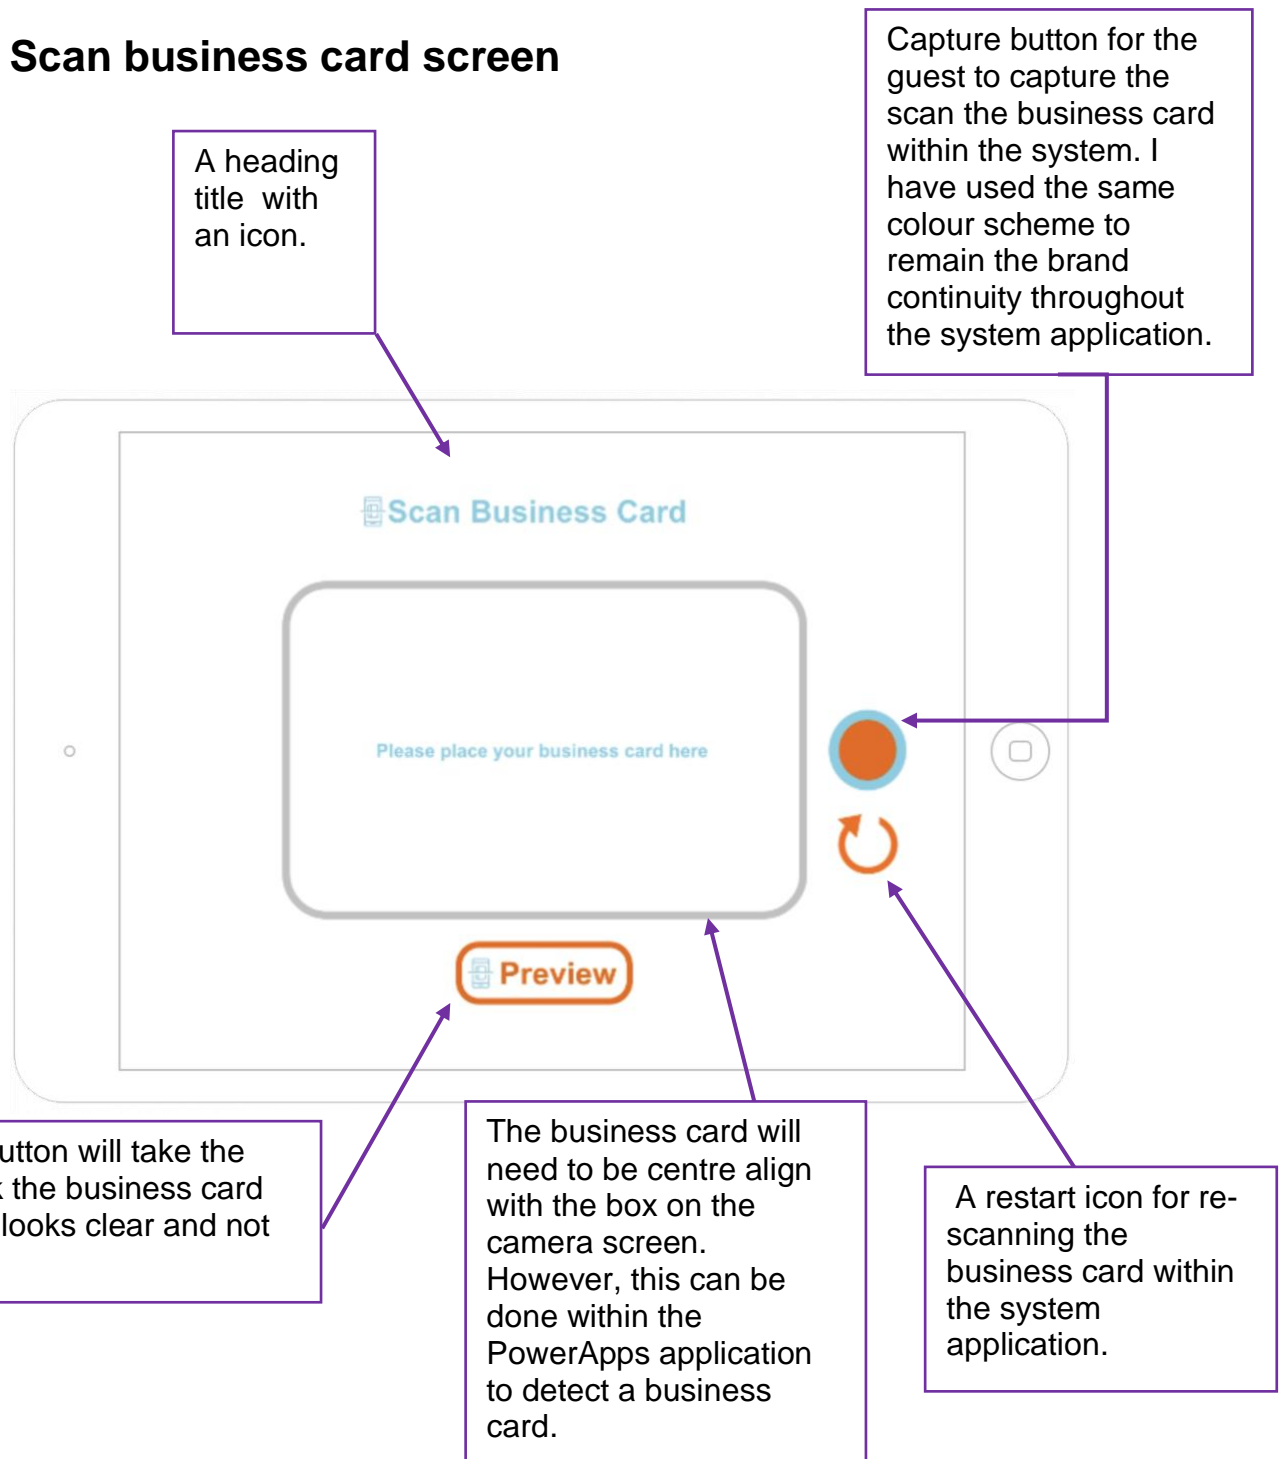 Scan business card screen
Capture button for the
guest to capture the
scan the business card
within the system. I
have used the same
colour scheme to
remain the brand
continuity throughout
the system application.
A heading
title with
an icon.
Scan Business Card
Please place your business card here
Preview
utton will take the
the business card
looks clear and not
The business card will
need to be centre align
with the box on the
camera screen.
However, this can be
done within the
PowerApps application
to detect a business
card.
A restart icon for re-
scanning the
business card within
the system
application.